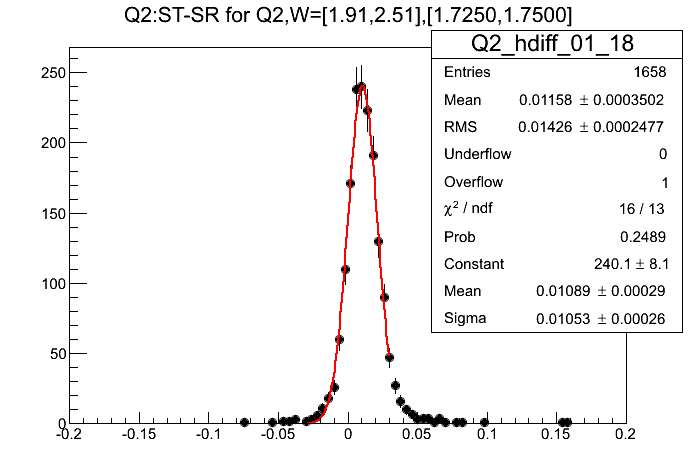 Q2:ST-SR for Q2,W=[1.91,2.51],[1.7250,1.7500]
Q2_hdiff_01_18
Entries 1658
Mean 0.01158 ± 0.0003502
RMS 0.01426 ± 0.0002477
Underflow 0
Overflow 1
χ² / ndf 16 / 13
Prob 0.2489
Constant 240.1 ± 8.1
Mean 0.01089 ± 0.00029
Sigma 0.01053 ± 0.00026
250
200
150
100
50
0
-0.2 -0.15 -0.1 -0.05 0 0.05 0.1 0.15 0.2